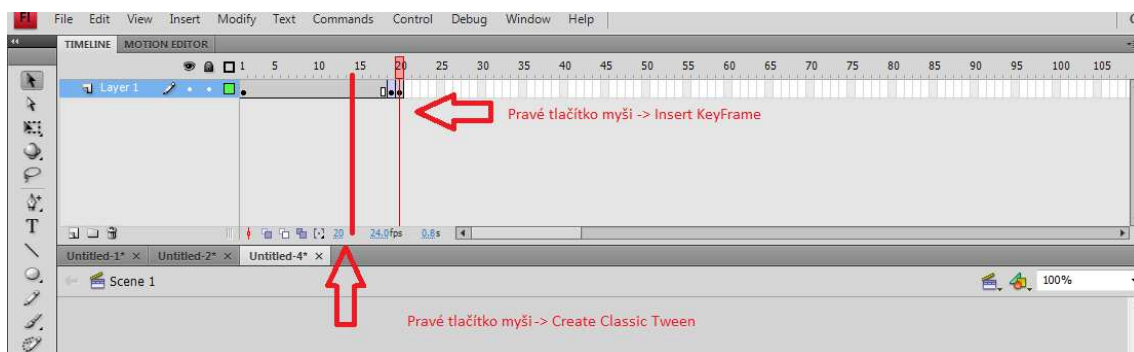 Fl File Edit View Insert Modify Text Commands Control Debug Window Help
TIMELINE MOTION EDITOR
1 5 10 15 20 25 30 35 40 45 50 55 60 65 70 75 80 85 90 95 100 105
Layer 1
Pravé tlačítko myši -> Insert KeyFrame
T
20 24.0fps 0.8s
Untitled-1* × Untitled-2* × Untitled-4* ×
Scene 1 100%
Pravé tlačítko myši -> Create Classic Tween